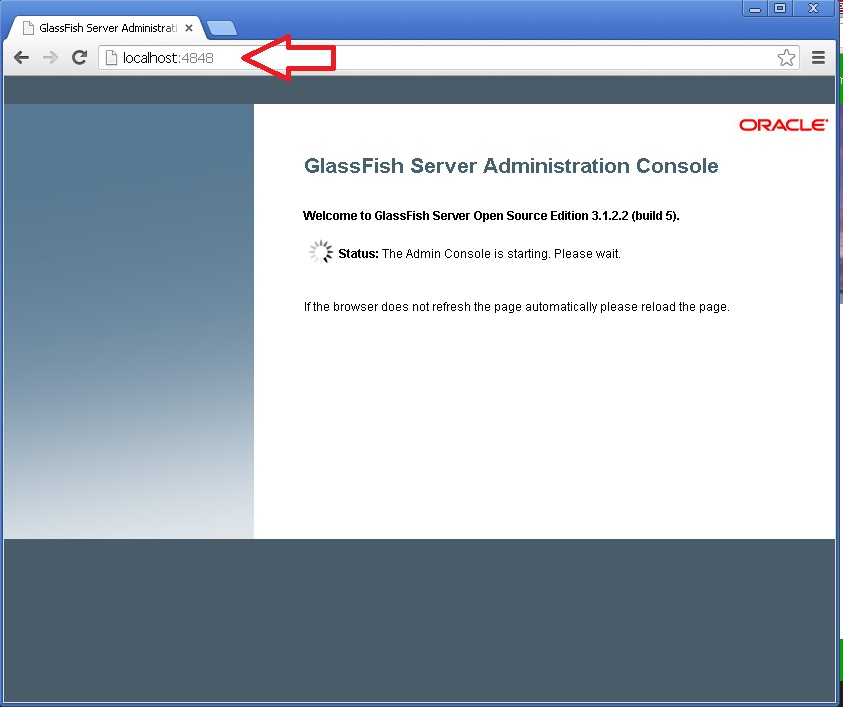 GlassFish Server Administrati
localhost:4848
ORACLE
GlassFish Server Administration Console
Welcome to GlassFish Server Open Source Edition 3.1.2.2 (build 5).
Status: The Admin Console is starting. Please wait.
If the browser does not refresh the page automatically please reload the page.